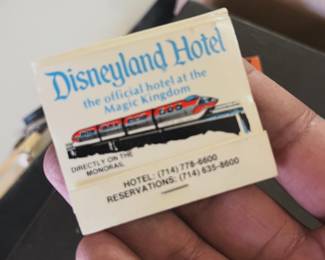 Disneyland Hotel
the official hotel at the
Magic Kingdom
DIRECTLY ON THE
MONORAIL
HOTEL: (714) 778-6600
RESERVATIONS: (714) 635-8600